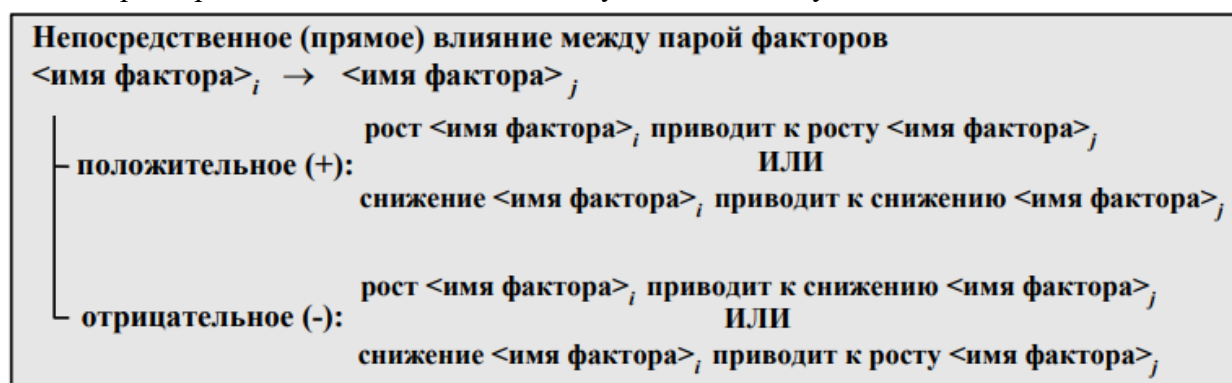 Непосредственное (прямое) влияние между парой факторов
<имя фактора>i → <имя фактора> j
рост <имя фактора>i приводит к росту <имя фактора>j
положительное (+):
ИЛИ
снижение <имя фактора>i приводит к снижению <имя фактора>j
рост <имя фактора>i приводит к снижению <имя фактора>j
отрицательное (-):
ИЛИ
снижение <имя фактора>i приводит к росту <имя фактора>j